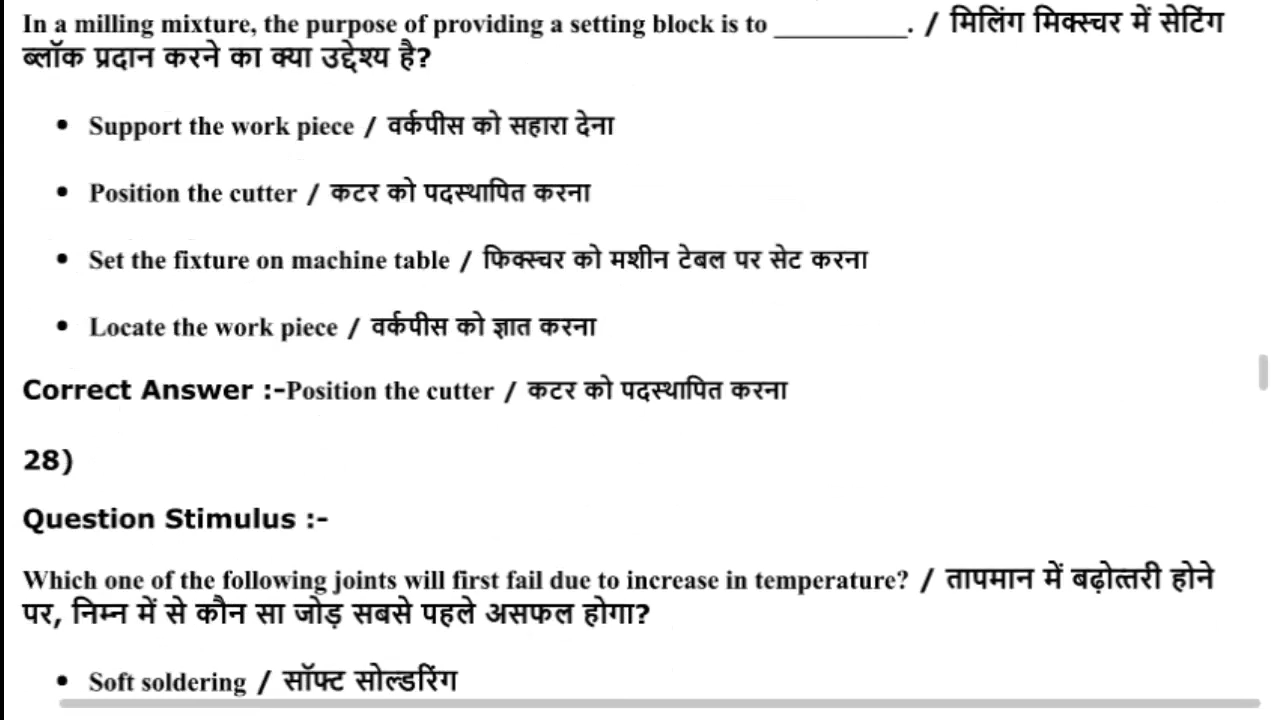 In a milling mixture, the purpose of providing a setting block is to __________. / मिलिंग मिक्स्चर में सेटिंग
ब्लॉक प्रदान करने का क्या उद्देश्य है?
• Support the work piece / वर्कपीस को सहारा देना
• Position the cutter / कटर को पदस्थापित करना
• Set the fixture on machine table / फिक्स्चर को मशीन टेबल पर सेट करना
• Locate the work piece / वर्कपीस को ज्ञात करना
Correct Answer :-Position the cutter / कटर को पदस्थापित करना
28)
Question Stimulus :-
Which one of the following joints will first fail due to increase in temperature? / तापमान में बढ़ोत्तरी होने
पर, निम्न में से कौन सा जोड़ सबसे पहले असफल होगा?
• Soft soldering / सॉफ्ट सोल्डरिंग